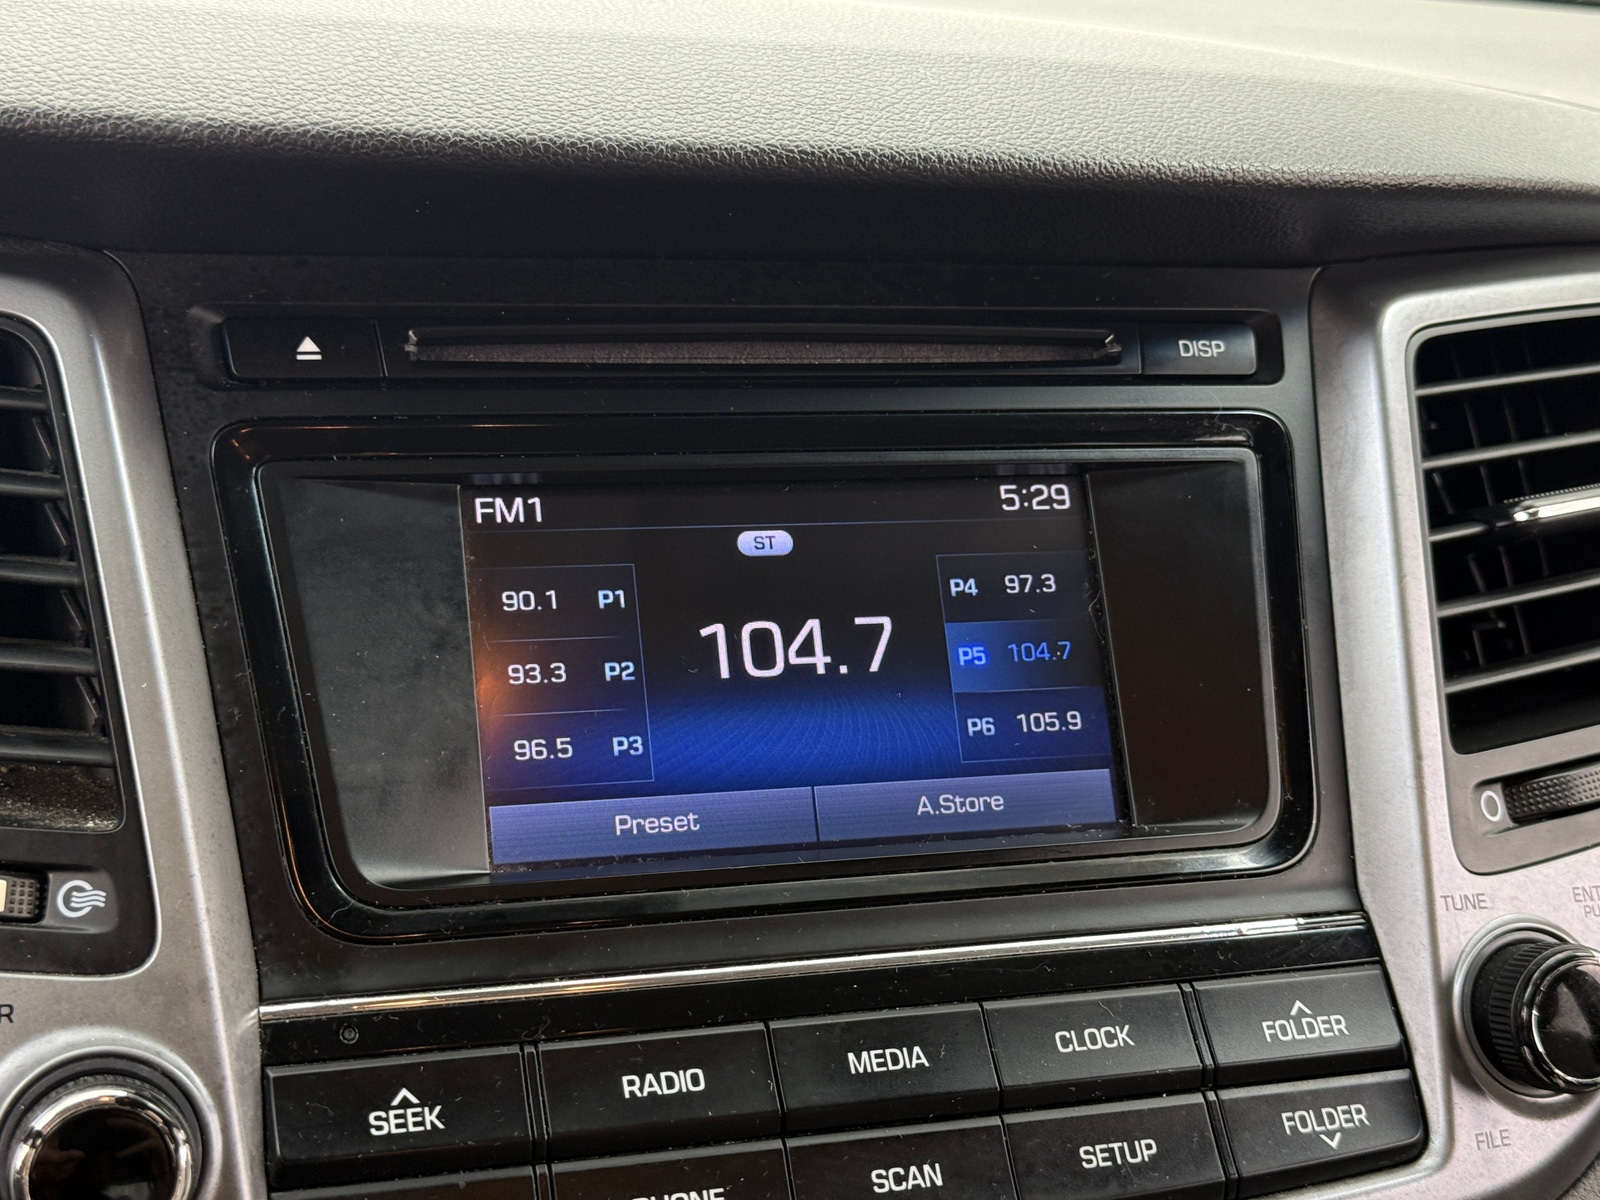 DISP
FM1 5:29
ST
90.1 P1
93.3 P2
96.5 P3
104.7
P4 97.3
P5 104.7
P6 105.9
Preset A.Store
TUNE
SEEK
RADIO
MEDIA
CLOCK
FOLDER
SCAN
SETUP
FOLDER
FILE